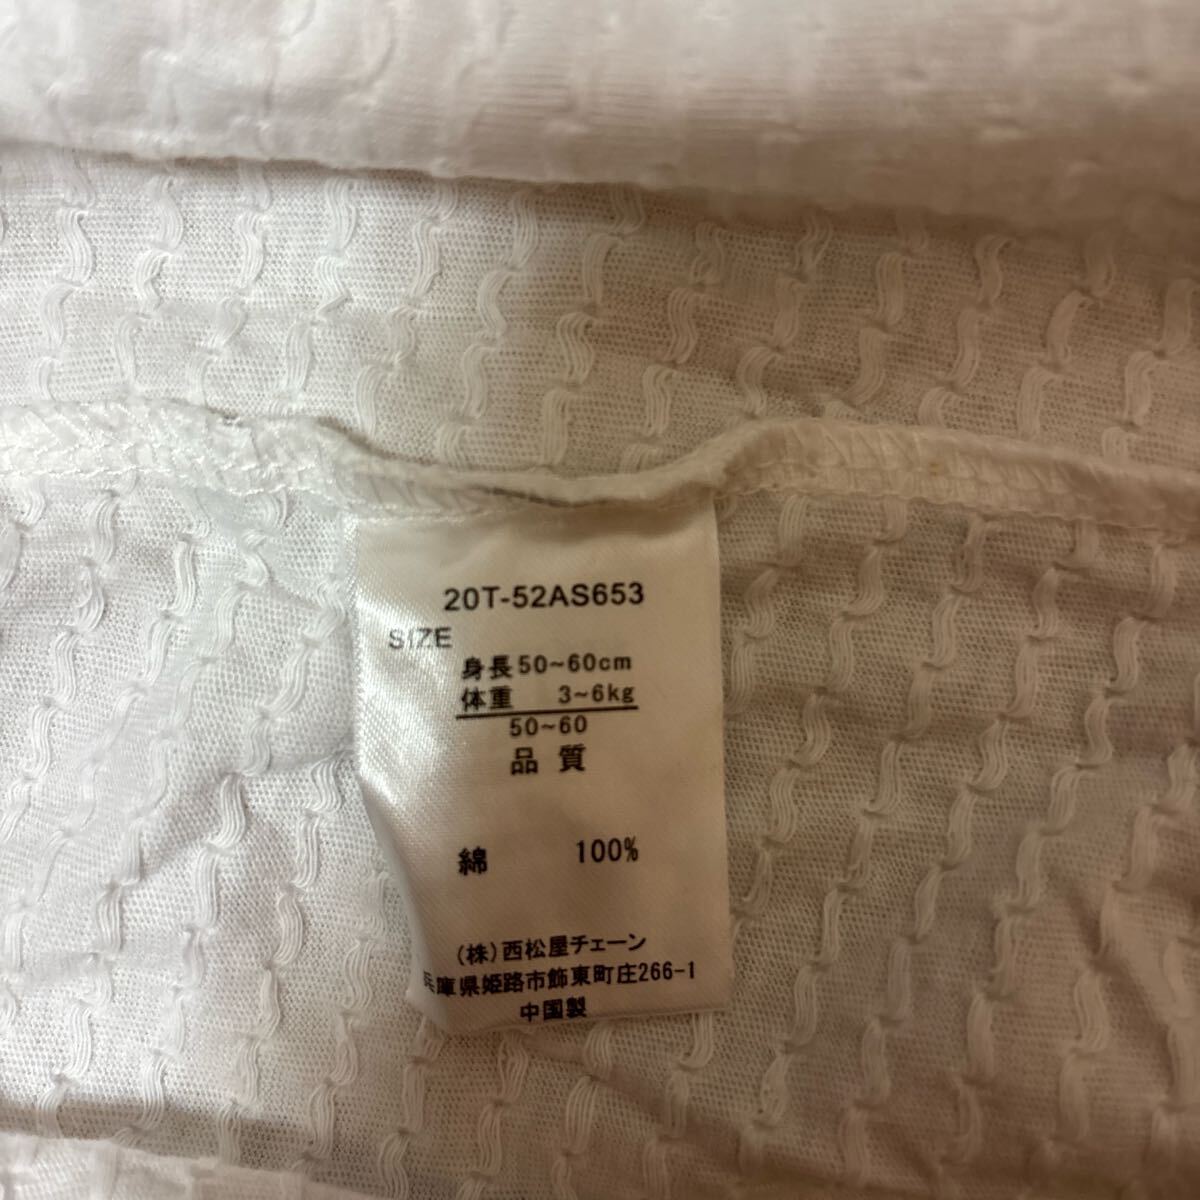 20T-52AS653
SIZE
身長50~60cm
体重 3~6kg
50~60
品質
綿 100%
(株)西松屋チェーン
兵庫県姫路市飾東町庄266-1
中国製